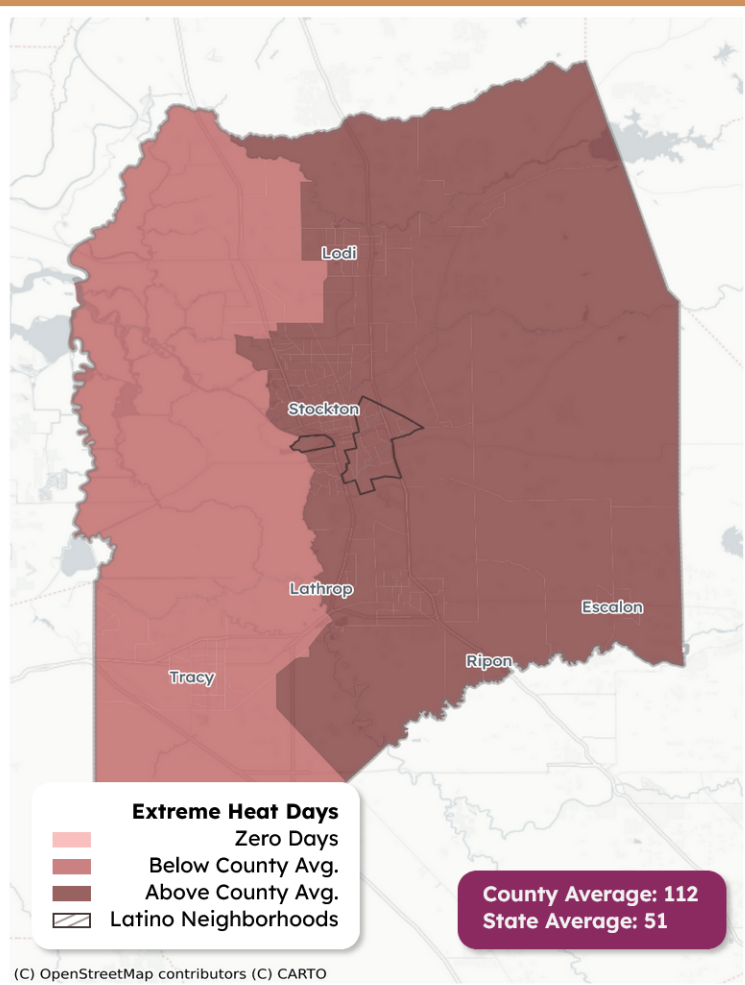 Lodi
Stockton
Lathrop
Escalon
Ripon
Tracy
Extreme Heat Days
Zero Days
Below County Avg.
Above County Avg.
Latino Neighborhoods
County Average: 112
State Average: 51
(C) OpenStreetMap contributors (C) CARTO